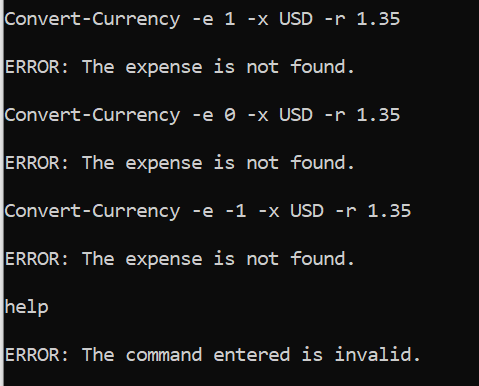 Convert-Currency -e 1 -x USD -r 1.35
ERROR: The expense is not found.
Convert-Currency -e 0 -x USD -r 1.35
ERROR: The expense is not found.
Convert-Currency -e -1 -x USD -r 1.35
ERROR: The expense is not found.
help
ERROR: The command entered is invalid.